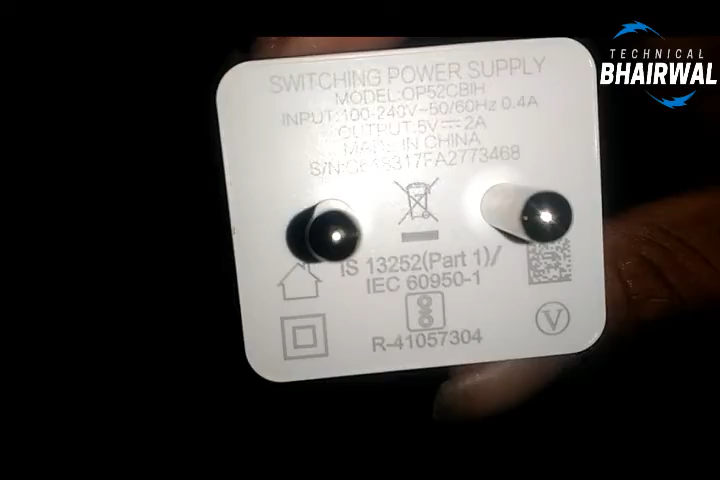 TECHNICAL
BHAIRWAL
SWITCHING POWER SUPPLY
MODEL:OP52CBIH
INPUT:100-240V~50/60Hz 0.4A
OUTPUT:5V⎓2A
MADE IN CHINA
IS 13252(Part 1)/
IEC 60950-1
V
R-41057304